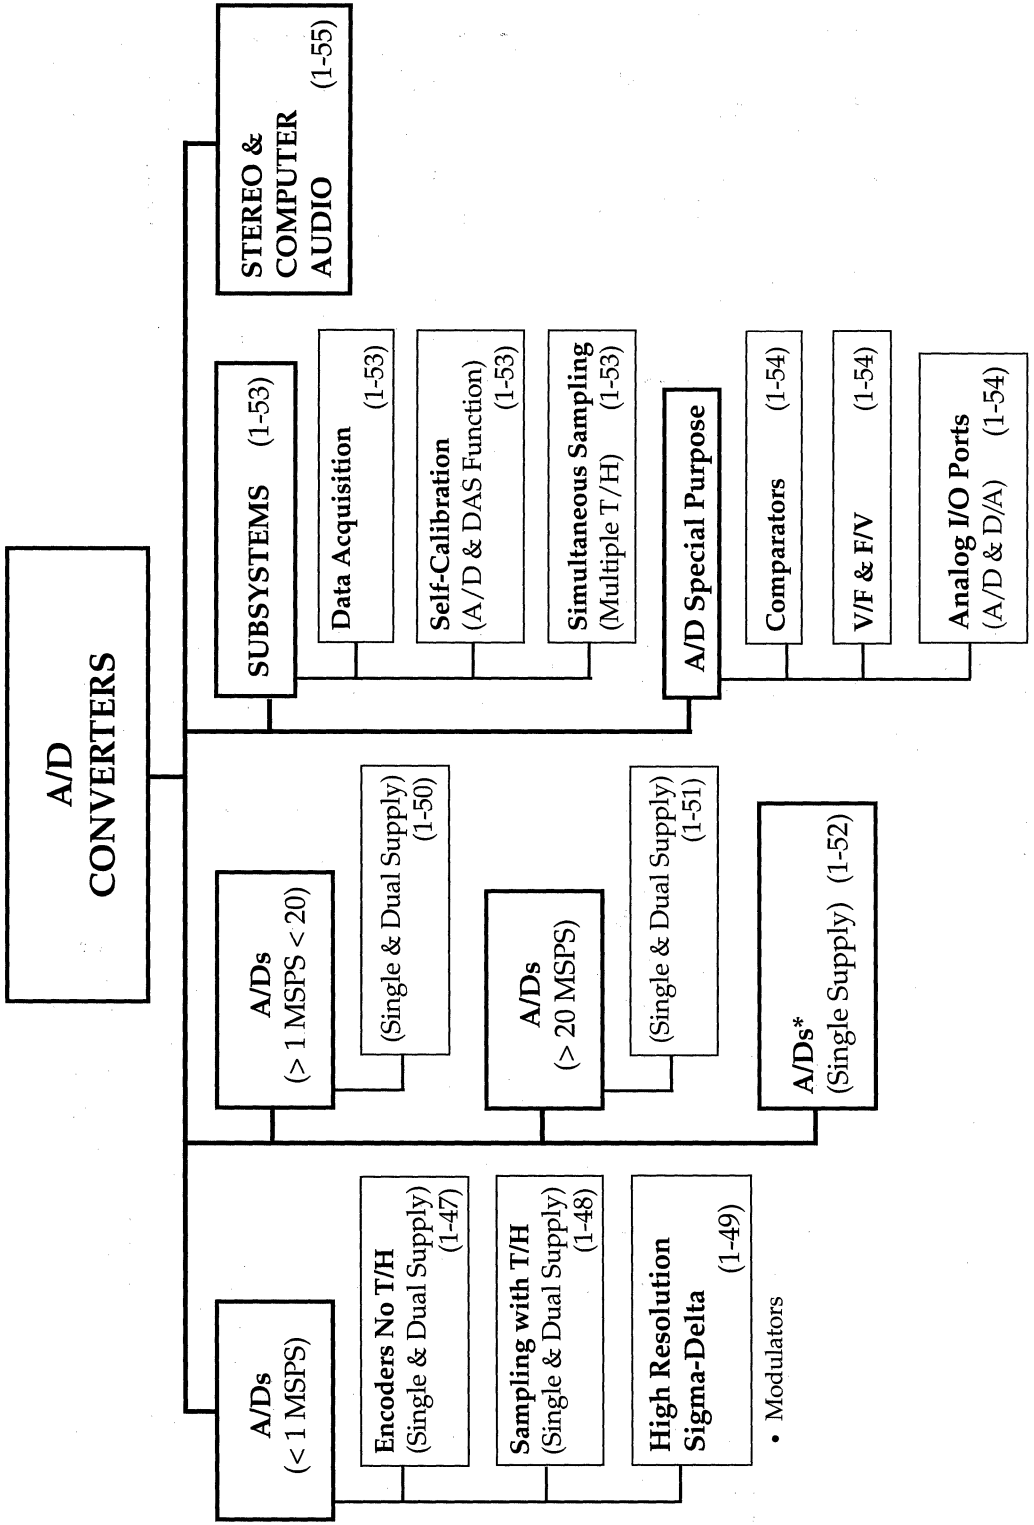 A/D
CONVERTERS
A/Ds
(< 1 MSPS)
Encoders No T/H
(Single & Dual Supply)
(1-47)
Sampling with T/H
(Single & Dual Supply)
(1-48)
High Resolution
Sigma-Delta
(1-49)
• Modulators
A/Ds
(> 1 MSPS < 20)
(Single & Dual Supply)
(1-50)
A/Ds
(> 20 MSPS)
(Single & Dual Supply)
(1-51)
A/Ds*
(Single Supply) (1-52)
SUBSYSTEMS (1-53)
Data Acquisition
(1-53)
Self-Calibration
(A/D & DAS Function)
(1-53)
Simultaneous Sampling
(Multiple T/H) (1-53)
A/D Special Purpose
Comparators (1-54)
V/F & F/V (1-54)
Analog I/O Ports
(A/D & D/A) (1-54)
STEREO &
COMPUTER
AUDIO (1-55)